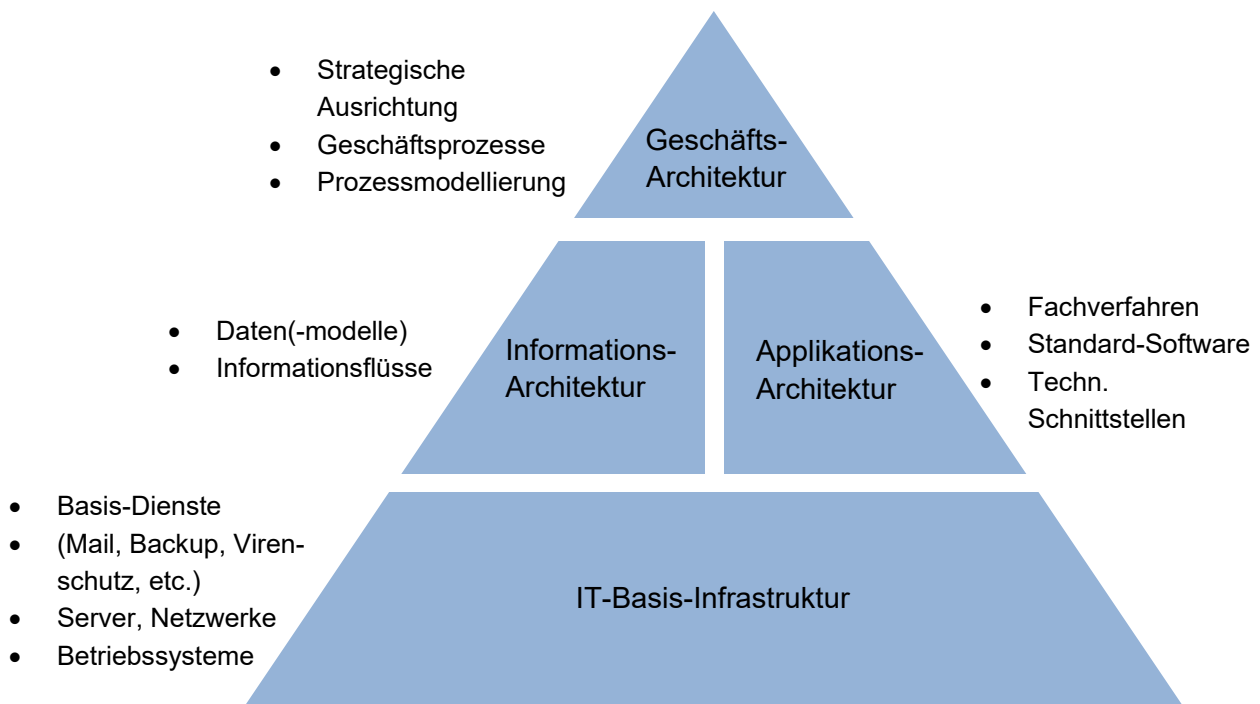 • Strategische
Ausrichtung
• Geschäftsprozesse
• Prozessmodellierung
Geschäfts-
Architektur
• Daten(-modelle)
• Informationsflüsse
Informations-
Architektur
Applikations-
Architektur
• Fachverfahren
• Standard-Software
• Techn.
Schnittstellen
• Basis-Dienste
• (Mail, Backup, Viren-
schutz, etc.)
• Server, Netzwerke
• Betriebssysteme
IT-Basis-Infrastruktur